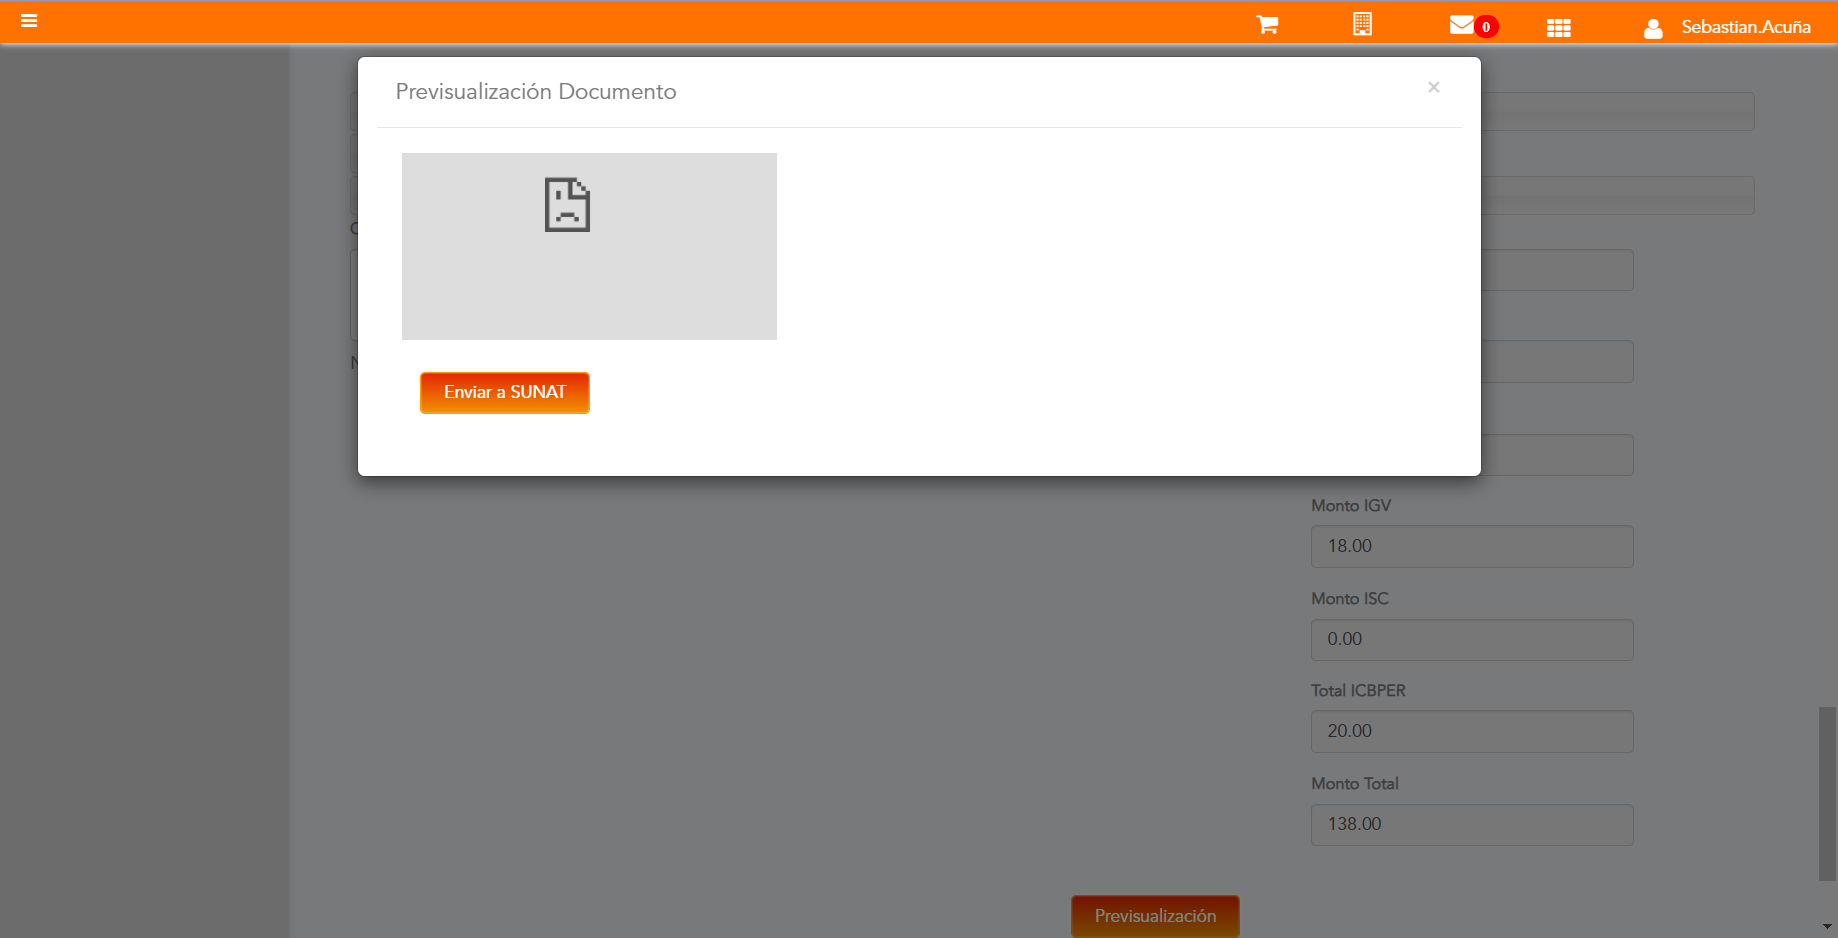 0
Sebastian.Acuña
Previsualización Documento
×
Enviar a SUNAT
Monto IGV
18.00
Monto ISC
0.00
Total ICBPER
20.00
Monto Total
138.00
Previsualización